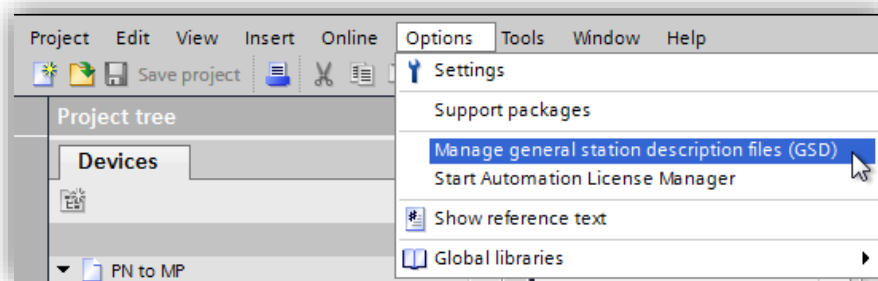 Project Edit View Insert Online Options Tools Window Help
Save project
Settings
Project tree
Support packages
Devices
Manage general station description files (GSD)
Start Automation License Manager
Show reference text
Global libraries
PN to MP